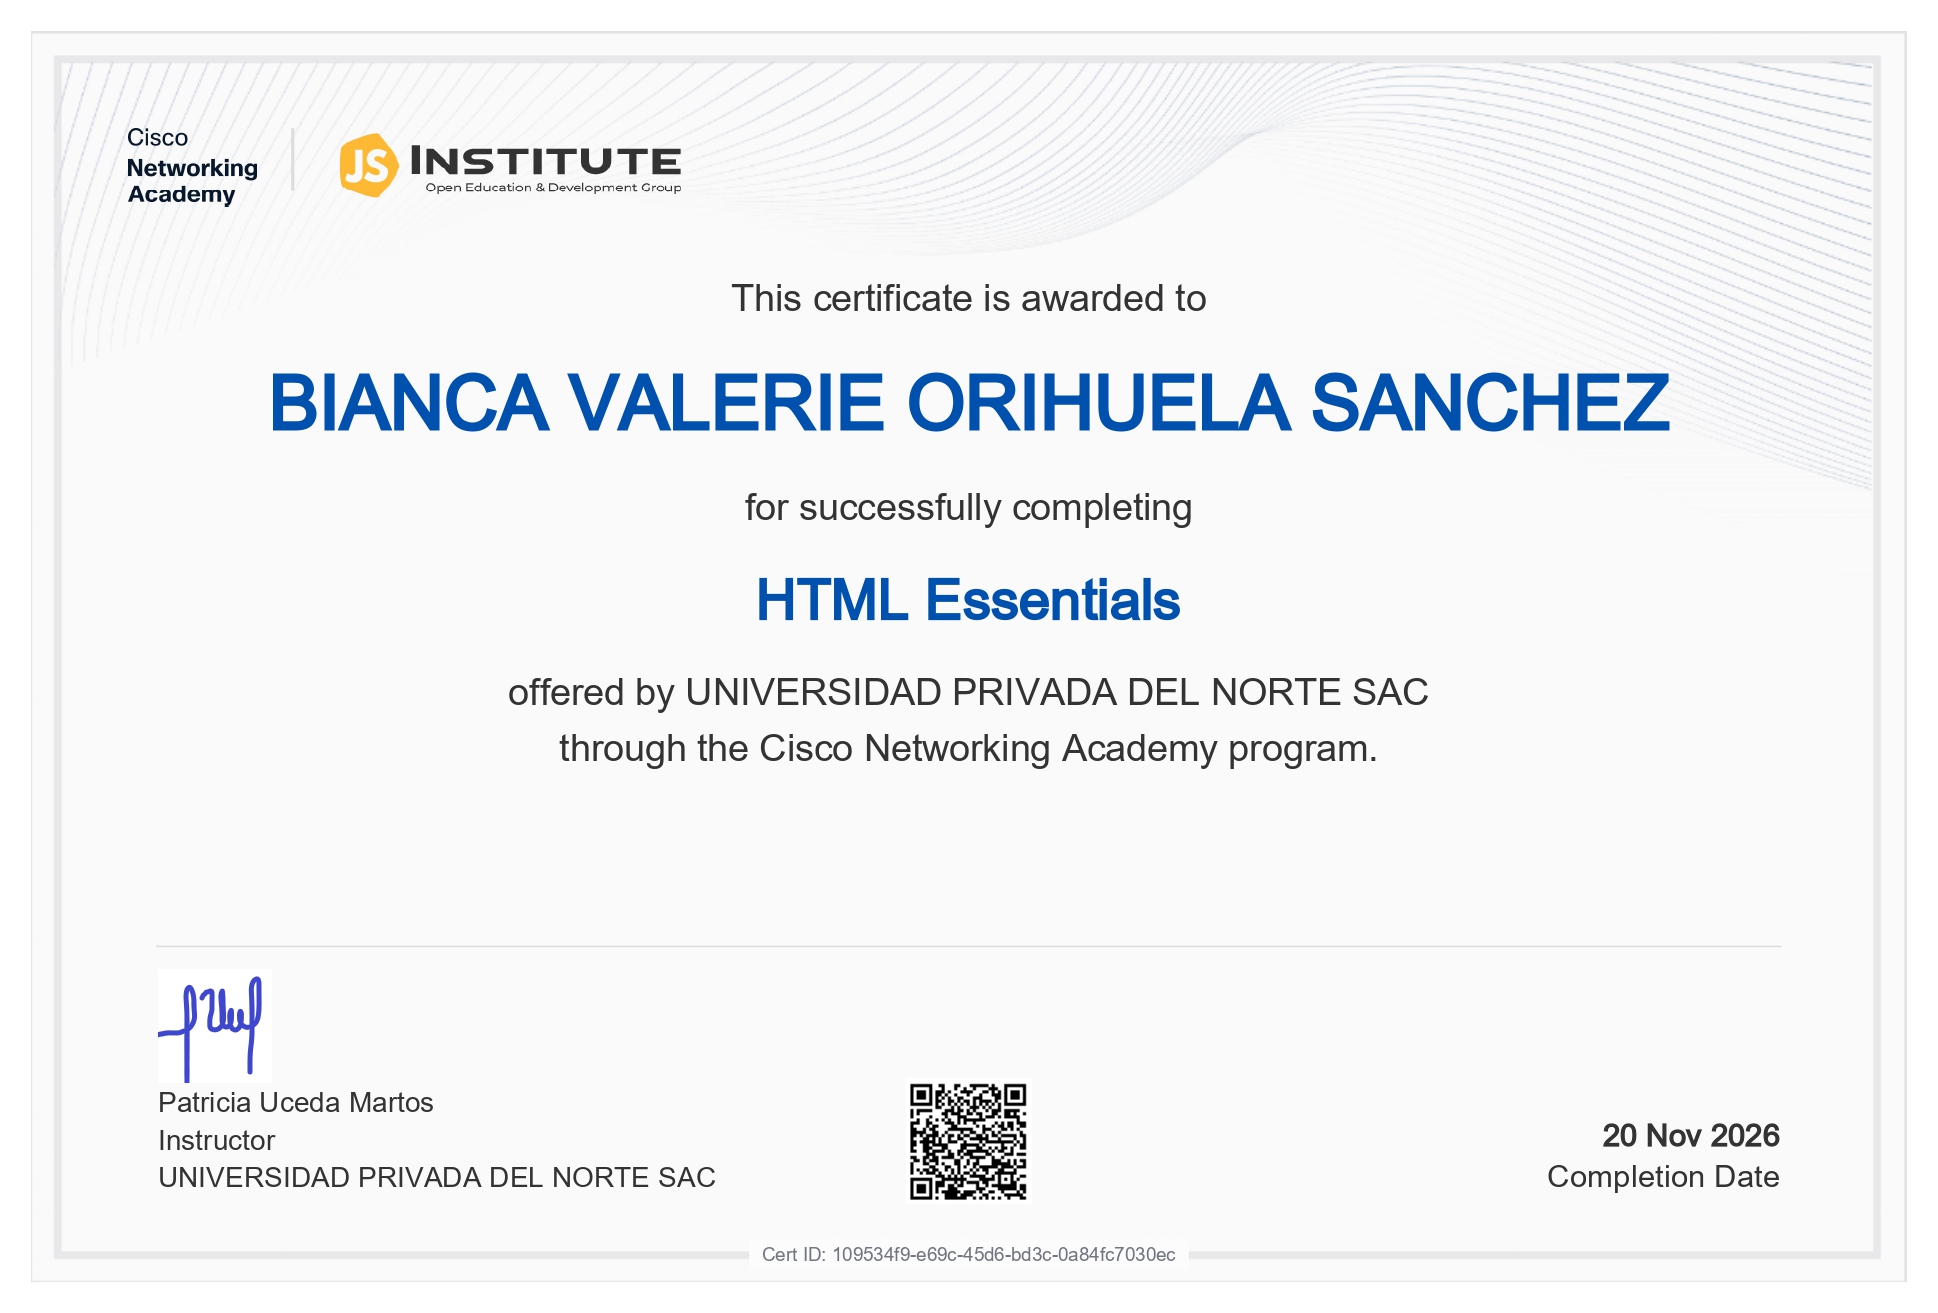 Cisco
Networking
Academy
JS INSTITUTE
Open Education & Development Group
This certificate is awarded to
BIANCA VALERIE ORIHUELA SANCHEZ
for successfully completing
HTML Essentials
offered by UNIVERSIDAD PRIVADA DEL NORTE SAC
through the Cisco Networking Academy program.
Patricia Uceda Martos
Instructor
UNIVERSIDAD PRIVADA DEL NORTE SAC
20 Nov 2026
Completion Date
Cert ID: 109534f9-e69c-45d6-bd3c-0a84fc7030ec